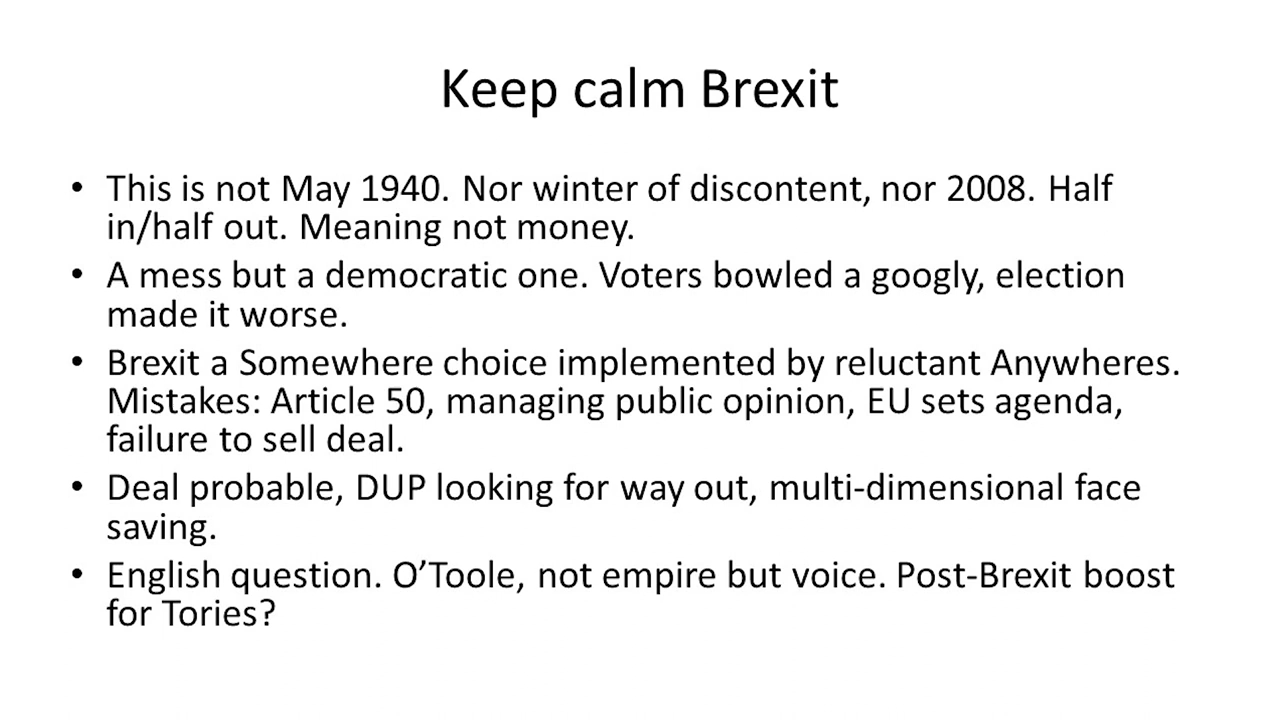 Keep calm Brexit
• This is not May 1940. Nor winter of discontent, nor 2008. Half
in/half out. Meaning not money.
• A mess but a democratic one. Voters bowled a googly, election
made it worse.
• Brexit a Somewhere choice implemented by reluctant Anywheres.
Mistakes: Article 50, managing public opinion, EU sets agenda,
failure to sell deal.
• Deal probable, DUP looking for way out, multi-dimensional face
saving.
• English question. O’Toole, not empire but voice. Post-Brexit boost
for Tories?